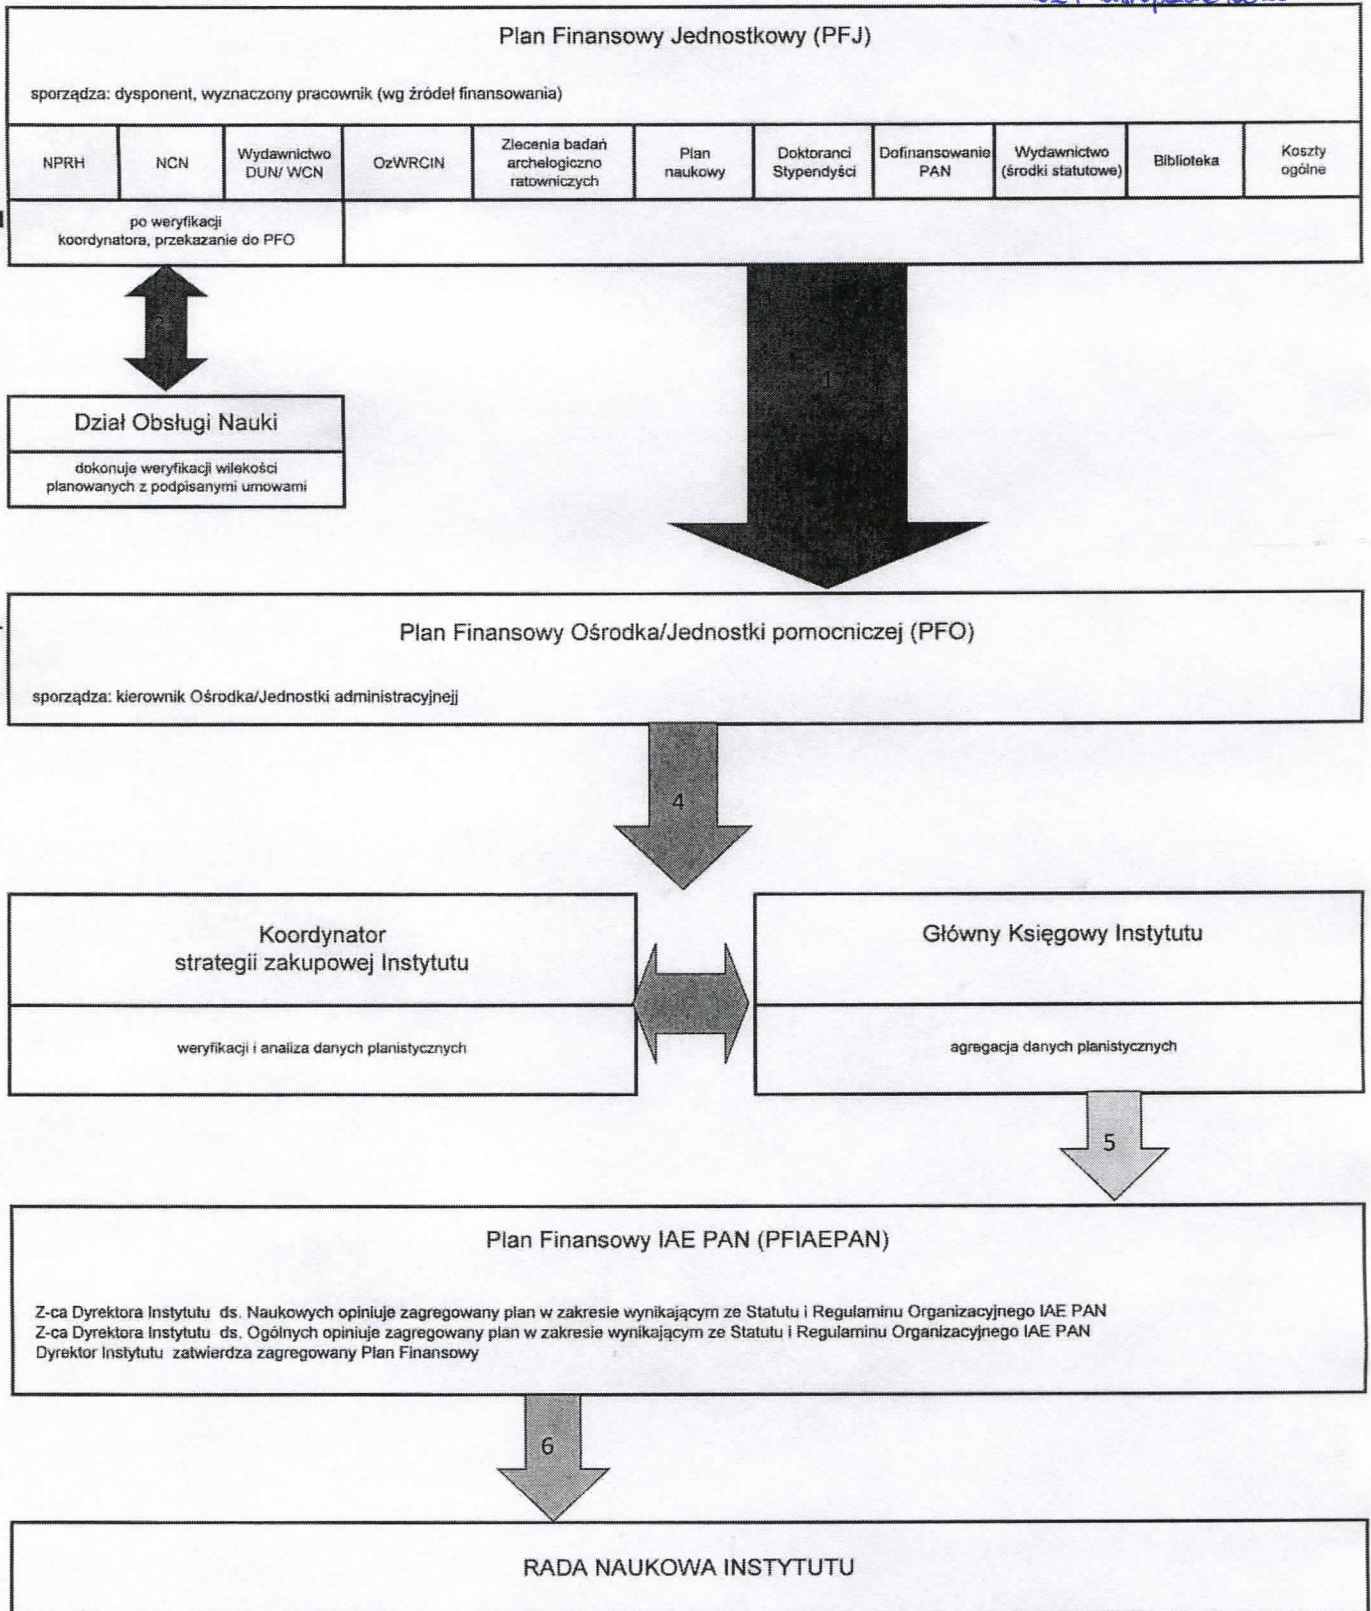 Plan Finansowy Jednostkowy (PFJ)
sporządza: dysponent, wyznaczony pracownik (wg źródeł finansowania)
NPRH
NCN
Wydawnictwo
DUN/ WCN
OzWRCIN
Zlecenia badań
archelogiczno
ratowniczych
Plan
naukowy
Doktoranci
Stypendyści
Dofinansowanie
PAN
Wydawnictwo
(środki statutowe)
Biblioteka
Koszty
ogólne
po weryfikacji
koordynatora, przekazanie do PFO
2
1
Dział Obsługi Nauki
dokonuje weryfikacji wilekości
planowanych z podpisanymi umowami
3
Plan Finansowy Ośrodka/Jednostki pomocniczej (PFO)
sporządza: kierownik Ośrodka/Jednostki administracyjnejj
4
Koordynator
strategii zakupowej Instytutu
weryfikacji i analiza danych planistycznych
Główny Księgowy Instytutu
agregacja danych planistycznych
5
Plan Finansowy IAE PAN (PFIAEPAN)
Z-ca Dyrektora Instytutu ds. Naukowych opiniuje zagregowany plan w zakresie wynikającym ze Statutu i Regulaminu Organizacyjnego IAE PAN
Z-ca Dyrektora Instytutu ds. Ogólnych opiniuje zagregowany plan w zakresie wynikającym ze Statutu i Regulaminu Organizacyjnego IAE PAN
Dyrektor Instytutu zatwierdza zagregowany Plan Finansowy
6
RADA NAUKOWA INSTYTUTU